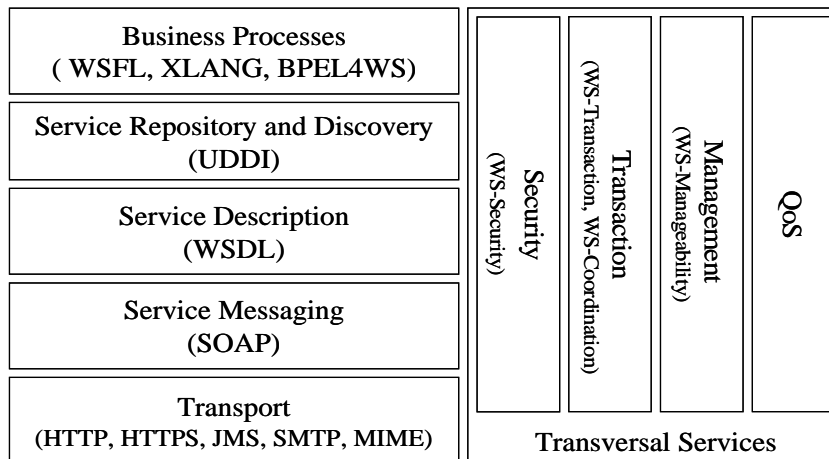 Business Processes
( WSFL, XLANG, BPEL4WS)
Service Repository and Discovery
(UDDI)
Service Description
(WSDL)
Service Messaging
(SOAP)
Transport
(HTTP, HTTPS, JMS, SMTP, MIME)
Security
(WS-Security)
Transaction
(WS-Transaction, WS-Coordination)
Management
(WS-Manageability)
QoS
Transversal Services